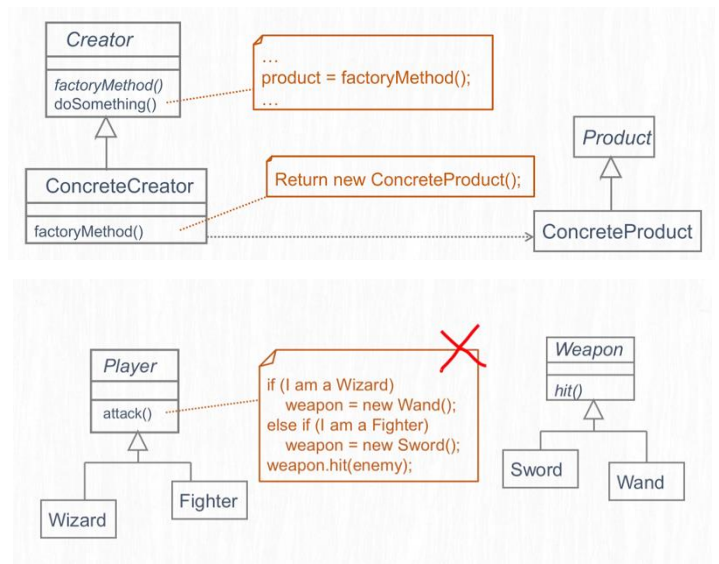 Creator
factoryMethod()
doSomething()
...
product = factoryMethod();
...
Product
ConcreteCreator
factoryMethod()
Return new ConcreteProduct();
ConcreteProduct
Player
attack()
if (I am a Wizard)
weapon = new Wand();
else if (I am a Fighter)
weapon = new Sword();
weapon.hit(enemy);
Weapon
hit()
Wizard
Fighter
Sword
Wand